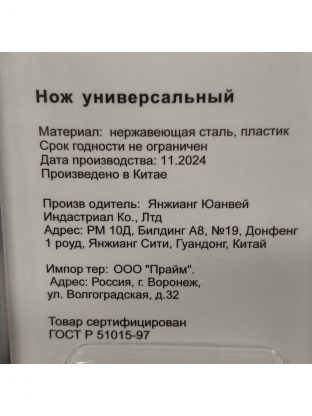 Нож универсальный
Материал: нержавеющая сталь, пластик
Срок годности не ограничен
Дата производства: 11.2024
Произведено в Китае
Произв одитель: Янжианг Юанвей
Индастриал Ко., Лтд
Адрес: РМ 10Д, Билдинг А8, №19, Донфенг
1 роуд, Янжианг Сити, Гуандонг, Китай
Импор тер: ООО "Прайм".
Адрес: Россия, г. Воронеж,
ул. Волгоградская, д.32
Товар сертифицирован
ГОСТ Р 51015-97